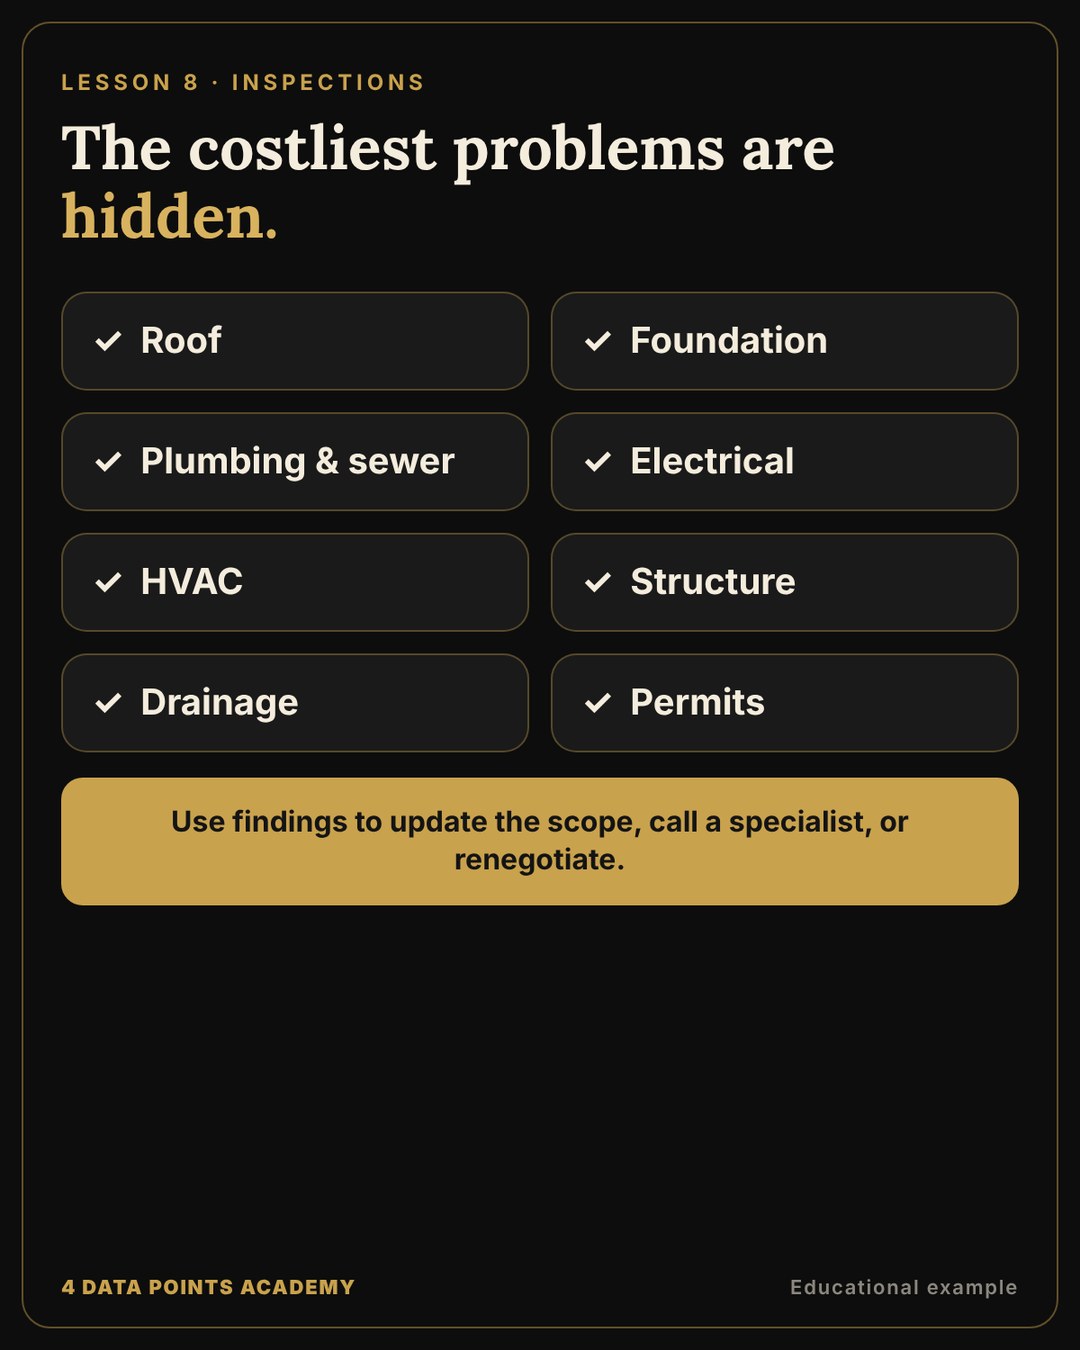 LESSON 8 · INSPECTIONS
The costliest problems are
hidden.
✓ Roof
✓ Foundation
✓ Plumbing & sewer
✓ Electrical
✓ HVAC
✓ Structure
✓ Drainage
✓ Permits
Use findings to update the scope, call a specialist, or
renegotiate.
4 DATA POINTS ACADEMY
Educational example